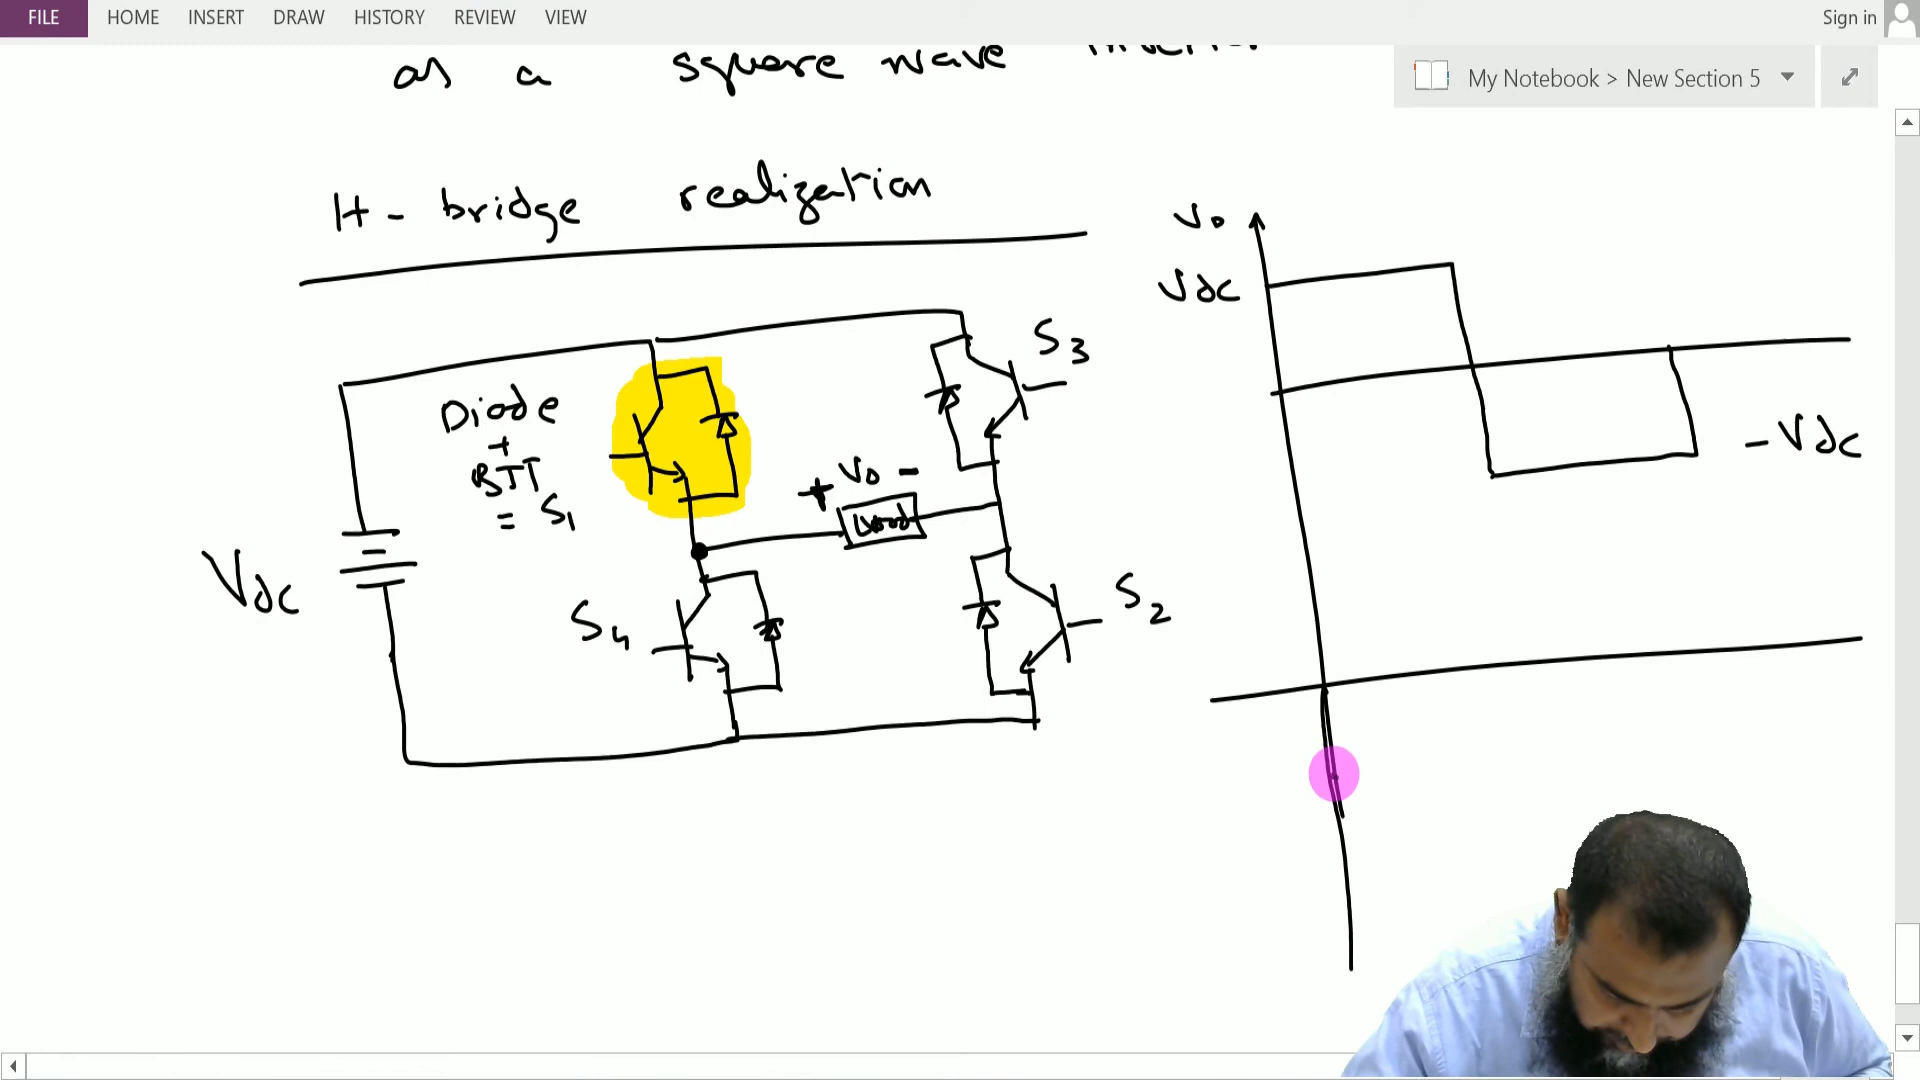 FILE HOME INSERT DRAW HISTORY REVIEW VIEW Sign in
My Notebook > New Section 5
as a square wave
H - bridge realization
Vo
Vdc
S3
Diode
+
BJT
= S1
+ Vo -
Load
- Vdc
Vdc
S4
S2